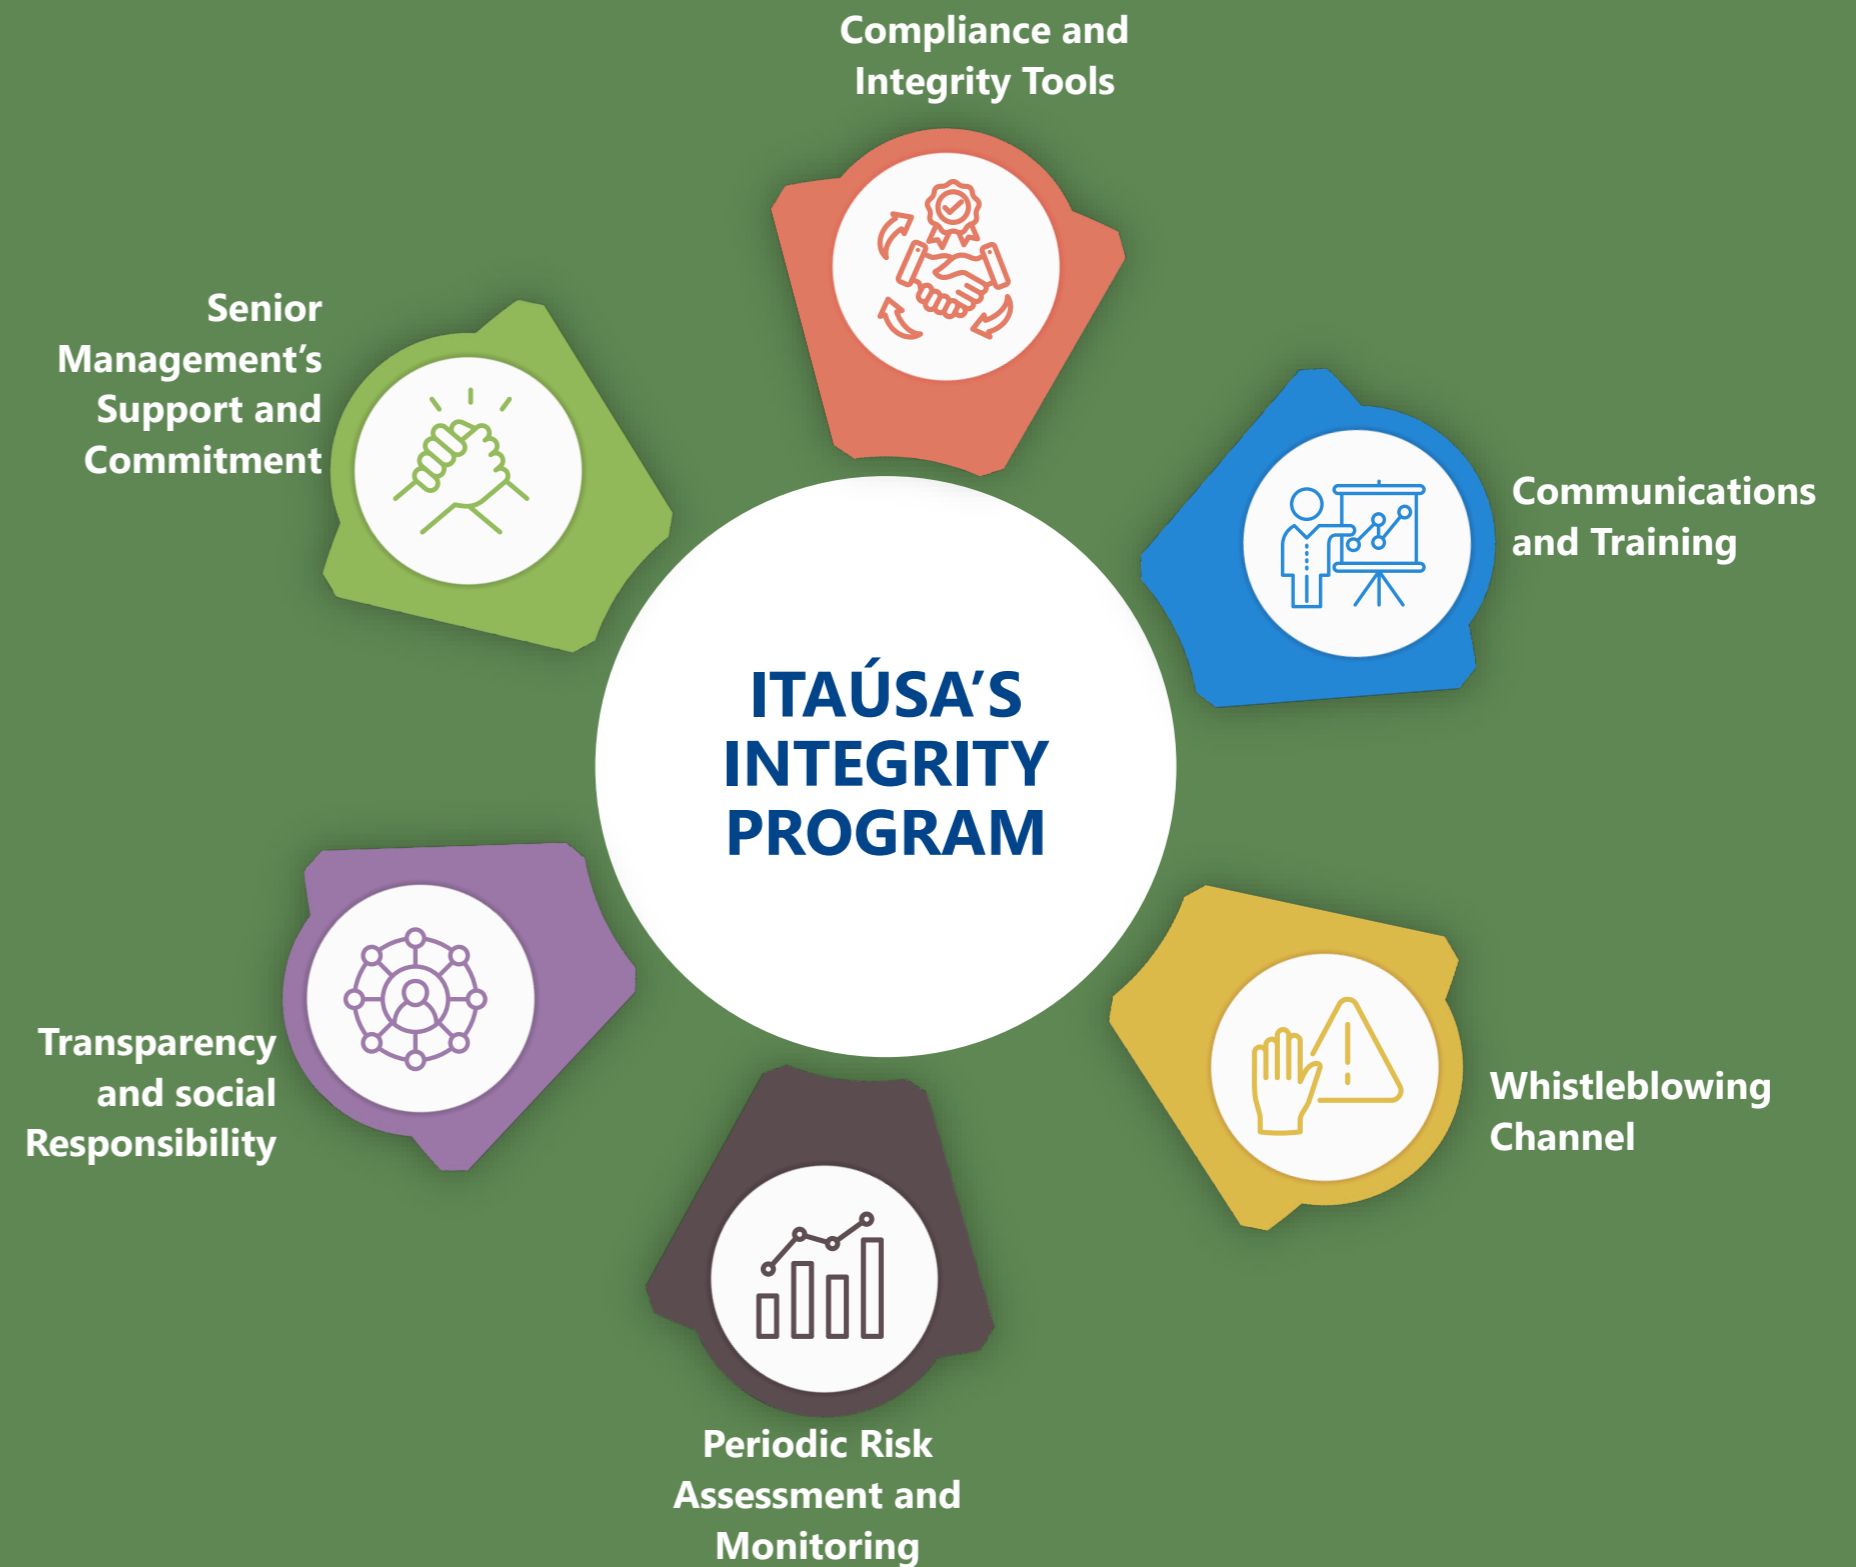 Compliance and
Integrity Tools
Senior
Management’s
Support and
Commitment
Communications
and Training
ITAÚSA’S
INTEGRITY
PROGRAM
Transparency
and social
Responsibility
Whistleblowing
Channel
Periodic Risk
Assessment and
Monitoring